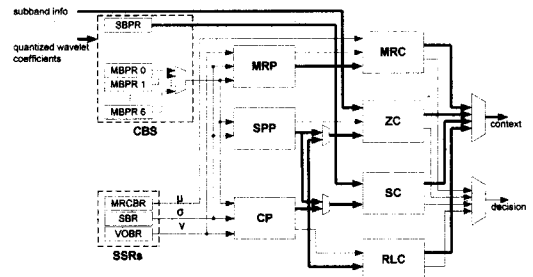 subband info
quantized wavelet
coefficients
SBPR
MBPR 0
MBPR 1
MBPR 6
CBS
MRP
SPP
CP
MRC
ZC
SC
RLC
context
decision
MRCBR
SBR
VOBR
SSRs
μ
σ
ν